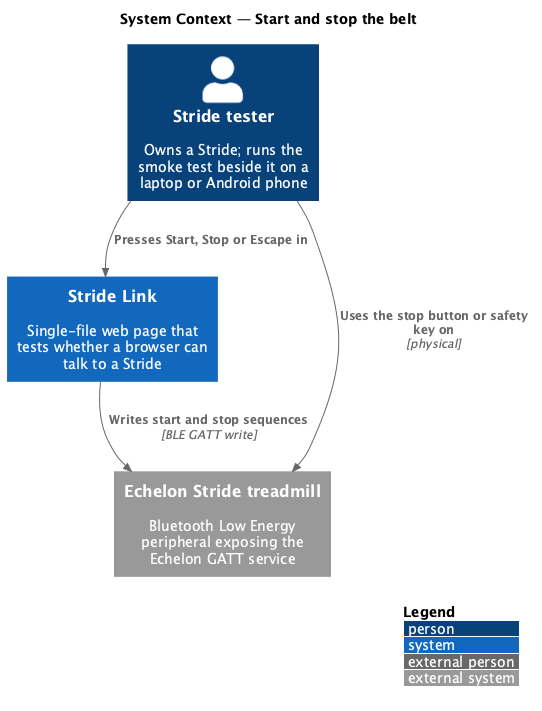 System Context — Start and stop the belt
Stride tester
Owns a Stride; runs the
smoke test beside it on a
laptop or Android phone
Presses Start, Stop or Escape in
Stride Link
Single-file web page that
tests whether a browser can
talk to a Stride
Uses the stop button or safety
key on
[physical]
Writes start and stop sequences
[BLE GATT write]
Echelon Stride treadmill
Bluetooth Low Energy
peripheral exposing the
Echelon GATT service
Legend
person
system
external person
external system